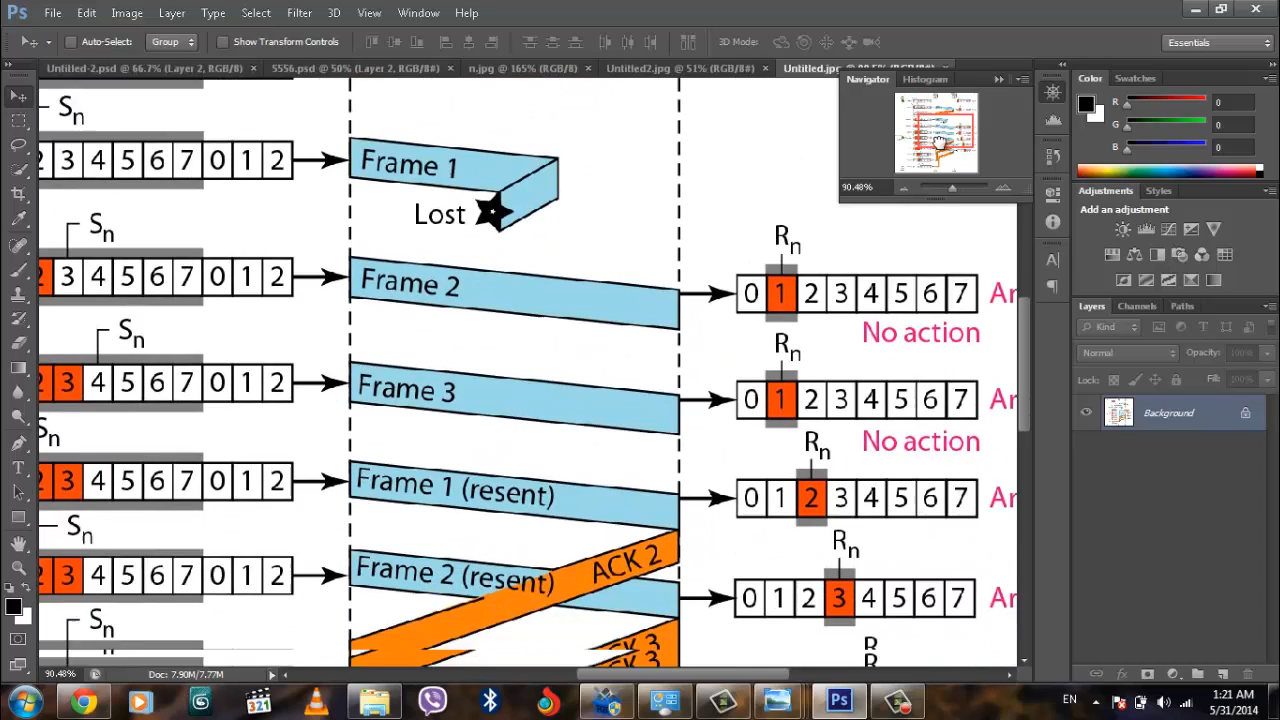 Ps File Edit Image Layer Type Select Filter 3D View Window Help
Auto-Select: Group Show Transform Controls 3D Mode: Essentials
Untitled-2.psd @ 66.7% (Layer 2, RGB/8) × 5556.psd @ 50% (Layer 2, RGB/8#) × n.jpg @ 165% (RGB/8) × Untitled2.jpg @ 51% (RGB/8#) ×
Navigator Histogram
90.48%
Color Swatches
R 0
G 0
B 0
Adjustments Styles
Add an adjustment
Layers Channels Paths
Kind
Normal Opacity: 100%
Lock: Fill: 100%
Background
Sn
3 4 5 6 7 0 1 2
Frame 1
Lost
Sn
3 4 5 6 7 0 1 2
Frame 2
Rn
0 1 2 3 4 5 6 7 Ar
No action
Sn
3 4 5 6 7 0 1 2
Frame 3
Rn
0 1 2 3 4 5 6 7 Ar
No action
Sn
3 4 5 6 7 0 1 2
Frame 1 (resent)
Rn
0 1 2 3 4 5 6 7 Ar
Sn
3 4 5 6 7 0 1 2
Frame 2 (resent)
ACK 2
Rn
0 1 2 3 4 5 6 7 Ar
Sn
90.48% Doc: 7.90M/7.77M
321
Ps
EN
1:21 AM
5/31/2014